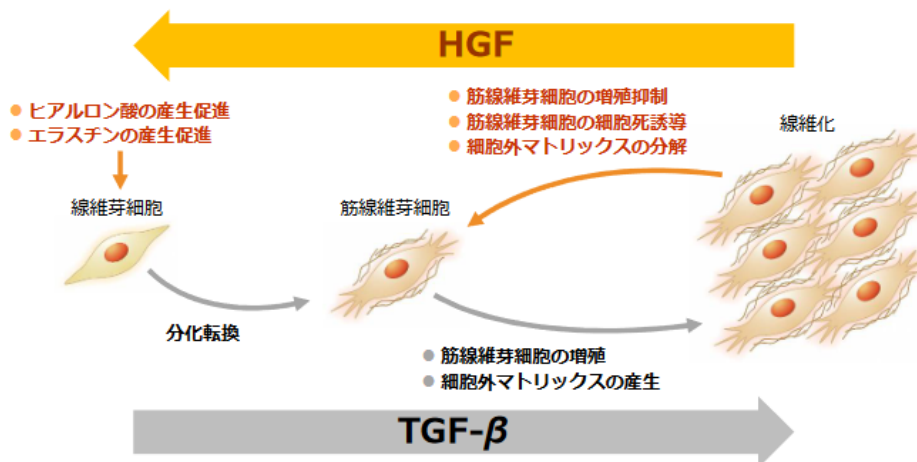 HGF
● ヒアルロン酸の産生促進
● エラスチンの産生促進
● 筋線維芽細胞の増殖抑制
● 筋線維芽細胞の細胞死誘導
● 細胞外マトリックスの分解
線維化
線維芽細胞
筋線維芽細胞
分化転換
● 筋線維芽細胞の増殖
● 細胞外マトリックスの産生
TGF-β